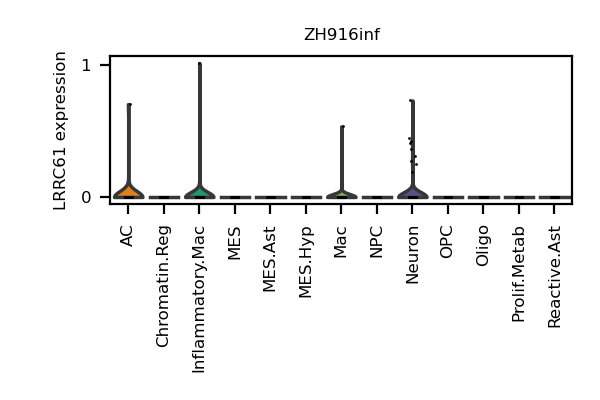 ZH916inf
LRRC61 expression
1
0
AC
Chromatin.Reg
Inflammatory.Mac
MES
MES.Ast
MES.Hyp
Mac
NPC
Neuron
OPC
Oligo
Prolif.Metab
Reactive.Ast